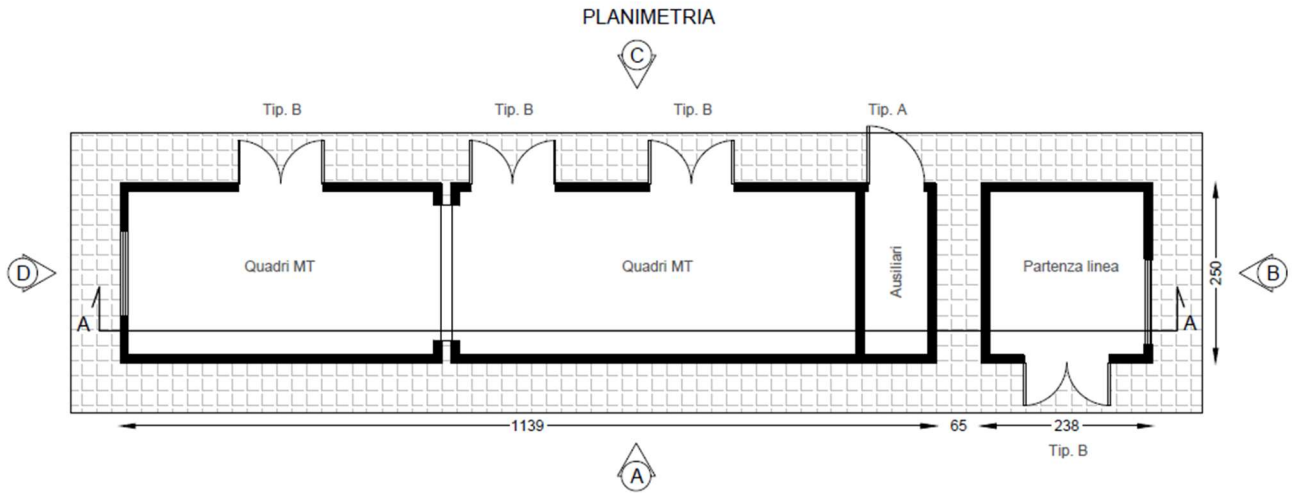 PLANIMETRIA
C
Tip. B
Tip. B
Tip. B
Tip. A
D
Quadri MT
Quadri MT
Ausiliari
Partenza linea
250
B
A
A
1139
65
238
Tip. B
A